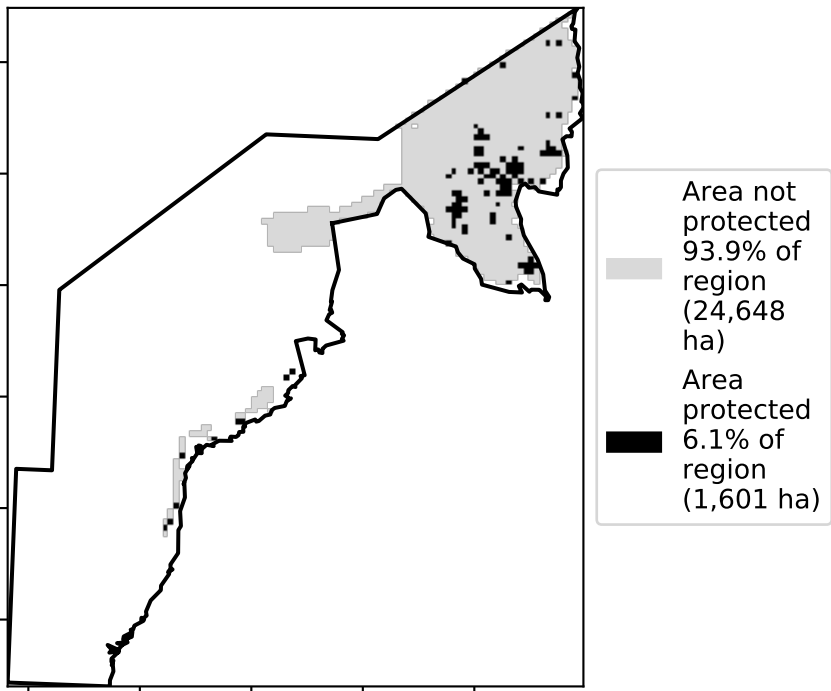 Area not
protected
93.9% of
region
(24,648
ha)
Area
protected
6.1% of
region
(1,601 ha)